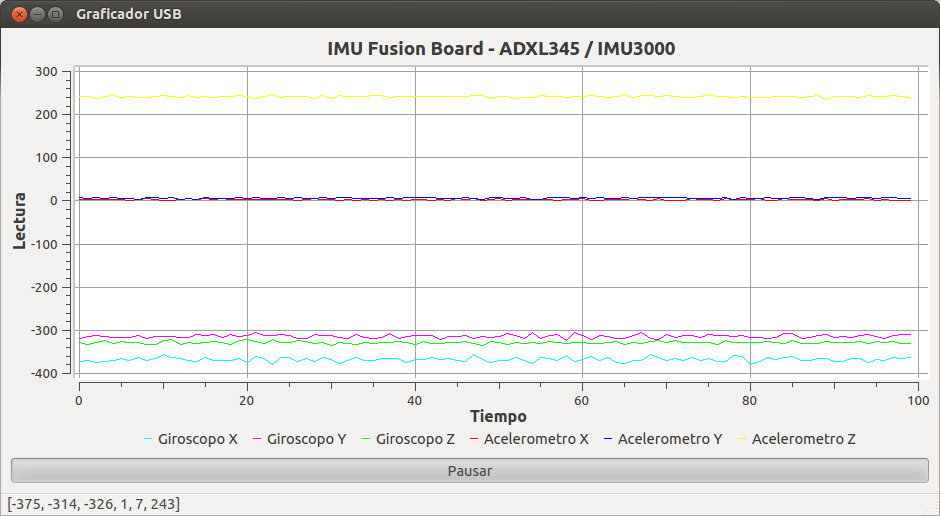 Graficador USB
IMU Fusion Board - ADXL345 / IMU3000
300
200
100
0
-100
-200
-300
-400
Lectura
0 20 40 60 80 100
Tiempo
Giroscopo X Giroscopo Y Giroscopo Z Acelerometro X Acelerometro Y Acelerometro Z
Pausar
[-375, -314, -326, 1, 7, 243]